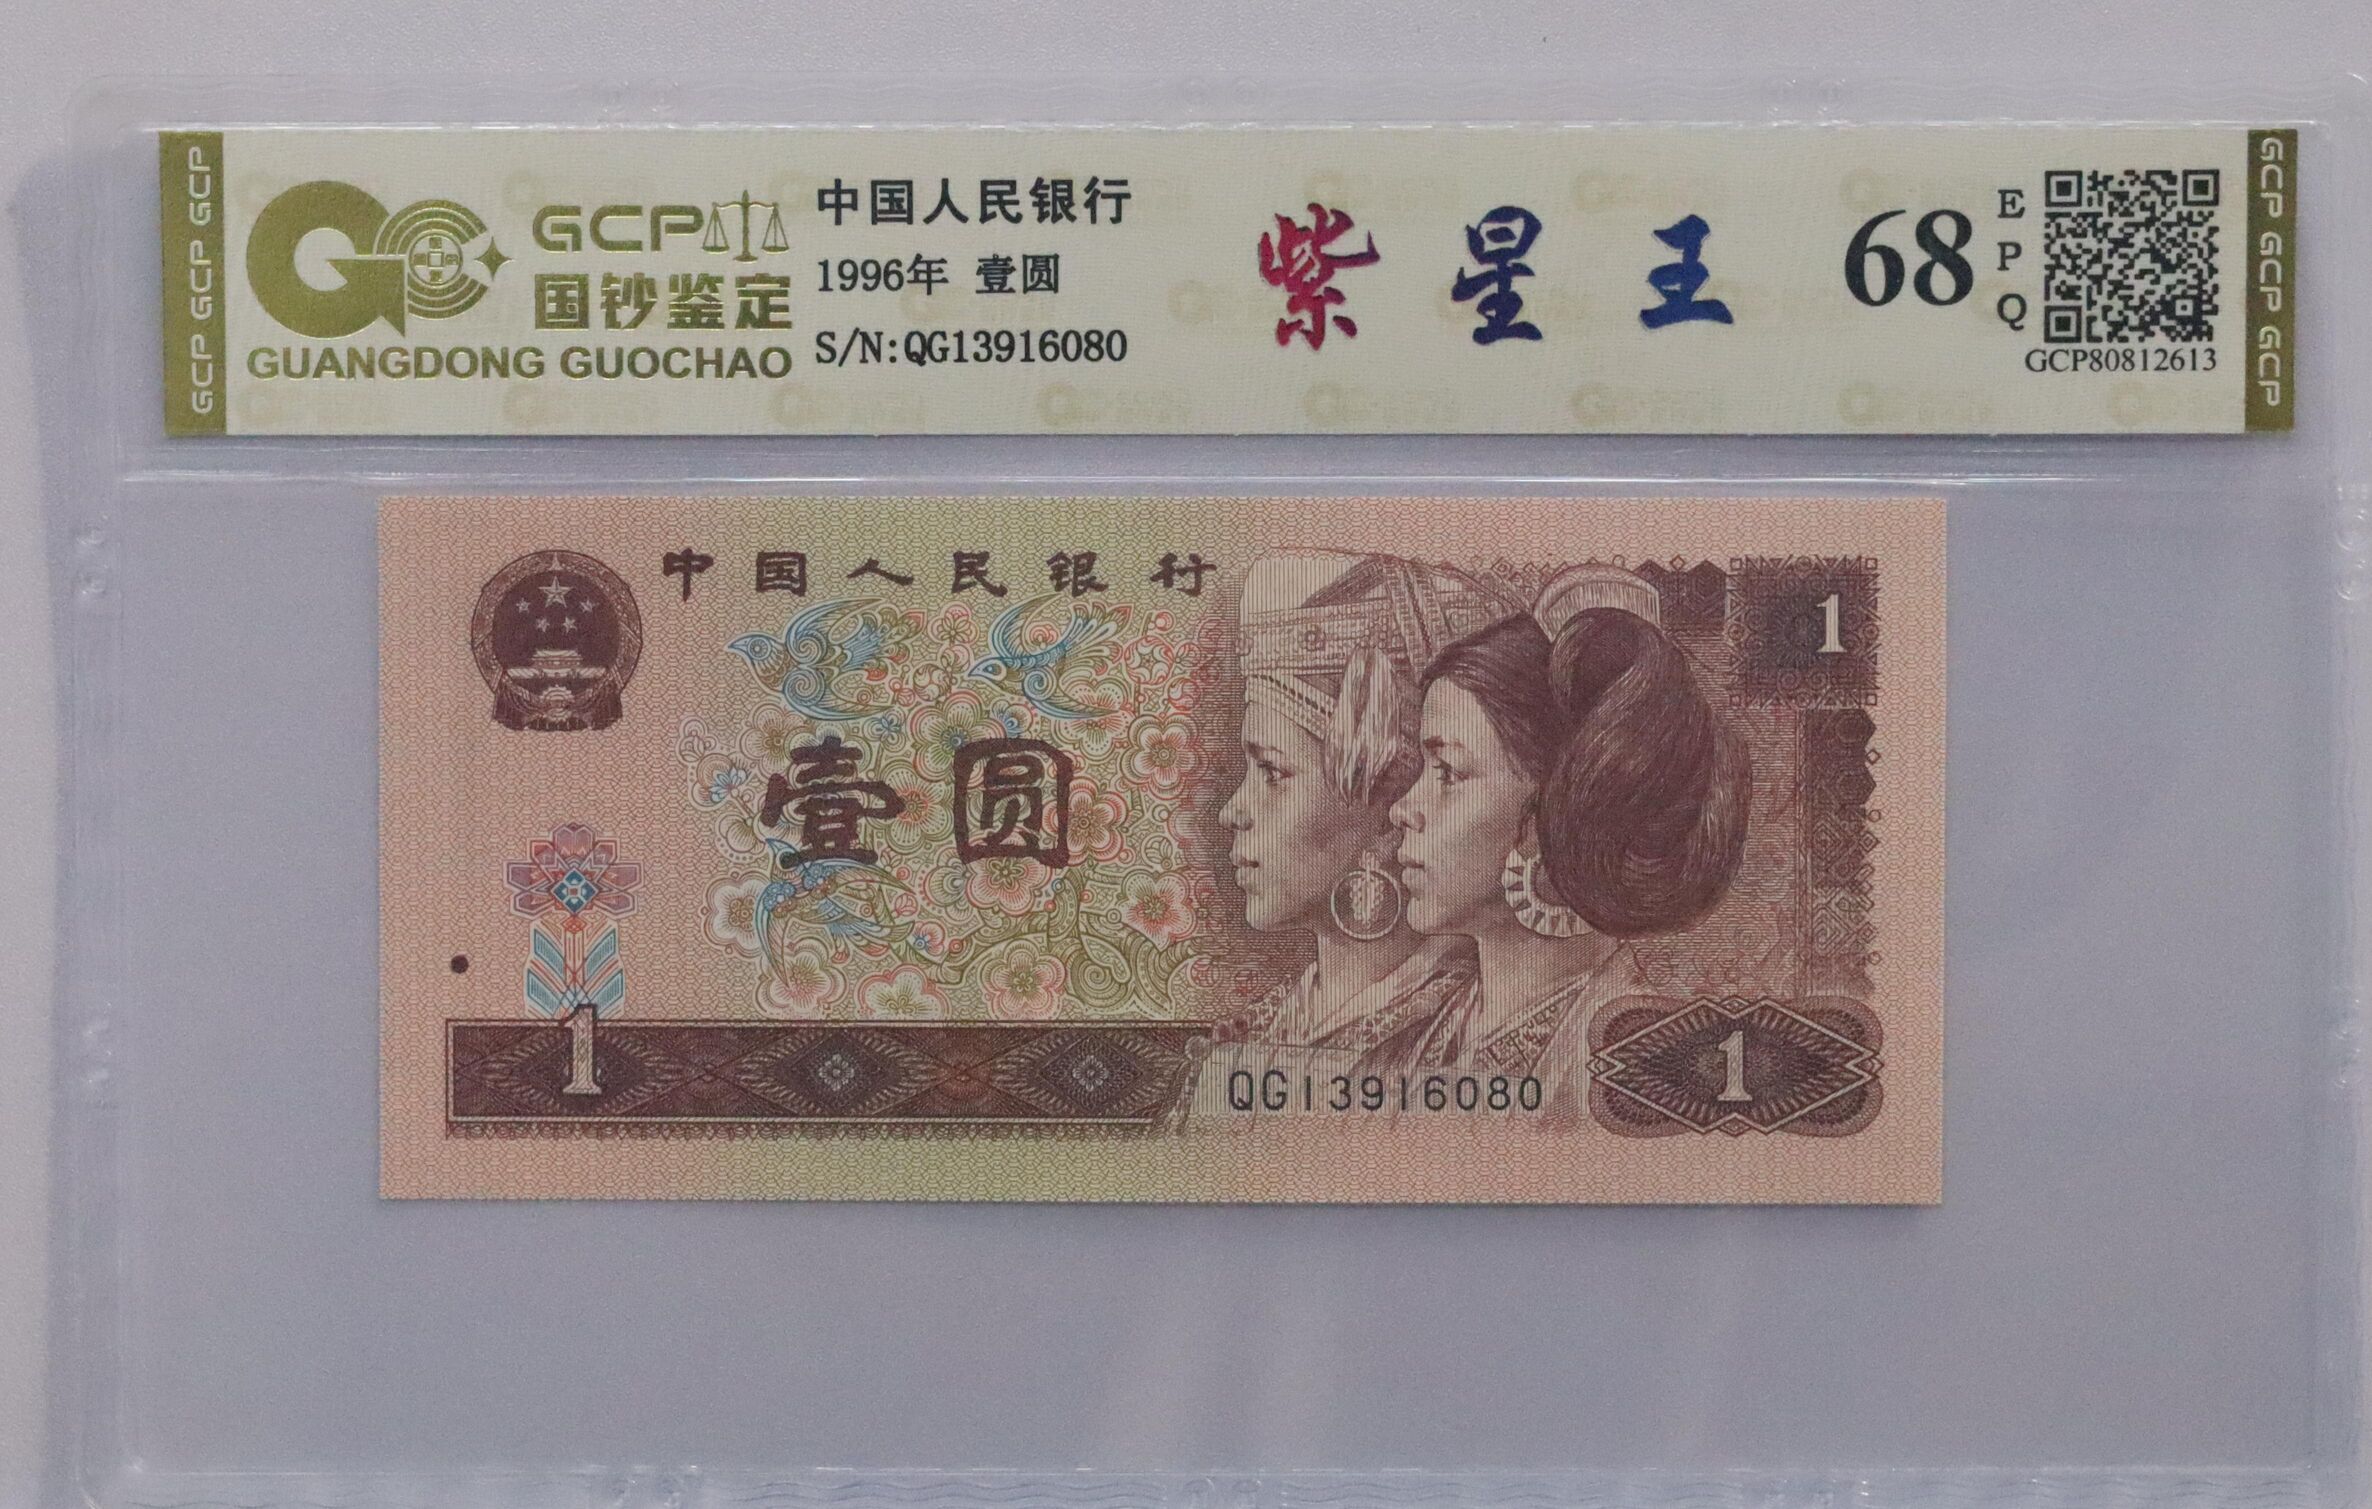 GCP GCP GCP
GCP
国钞鉴定
GUANGDONG GUOCHAO
中国人民银行
1996年 壹圆
S/N:QG13916080
紫星王
68
EPQ
GCP80812613
GCP GCP GCP
中国人民银行
1
壹圆
1
QG13916080
1